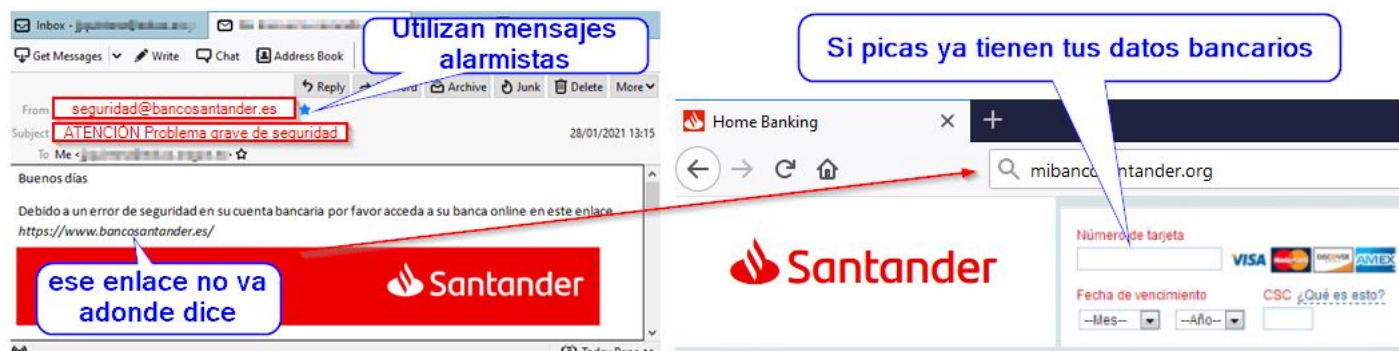 Inbox -
Utilizan mensajes
alarmistas
Get Messages Write Chat Address Book
Reply Archive Junk Delete More
From seguridad@bancosantander.es
Subject ATENCIÓN Problema grave de seguridad 28/01/2021 13:15
To Me <
Buenos días
Debido a un error de seguridad en su cuenta bancaria por favor acceda a su banca online en este enlace
https://www.bancosantander.es/
ese enlace no va
adonde dice
Santander
Si picas ya tienen tus datos bancarios
Home Banking
Santander
Número de tarjeta
VISA DISCOVER AMEX
Fecha de vencimiento CSC ¿Qué es esto?
--Mes-- --Año--